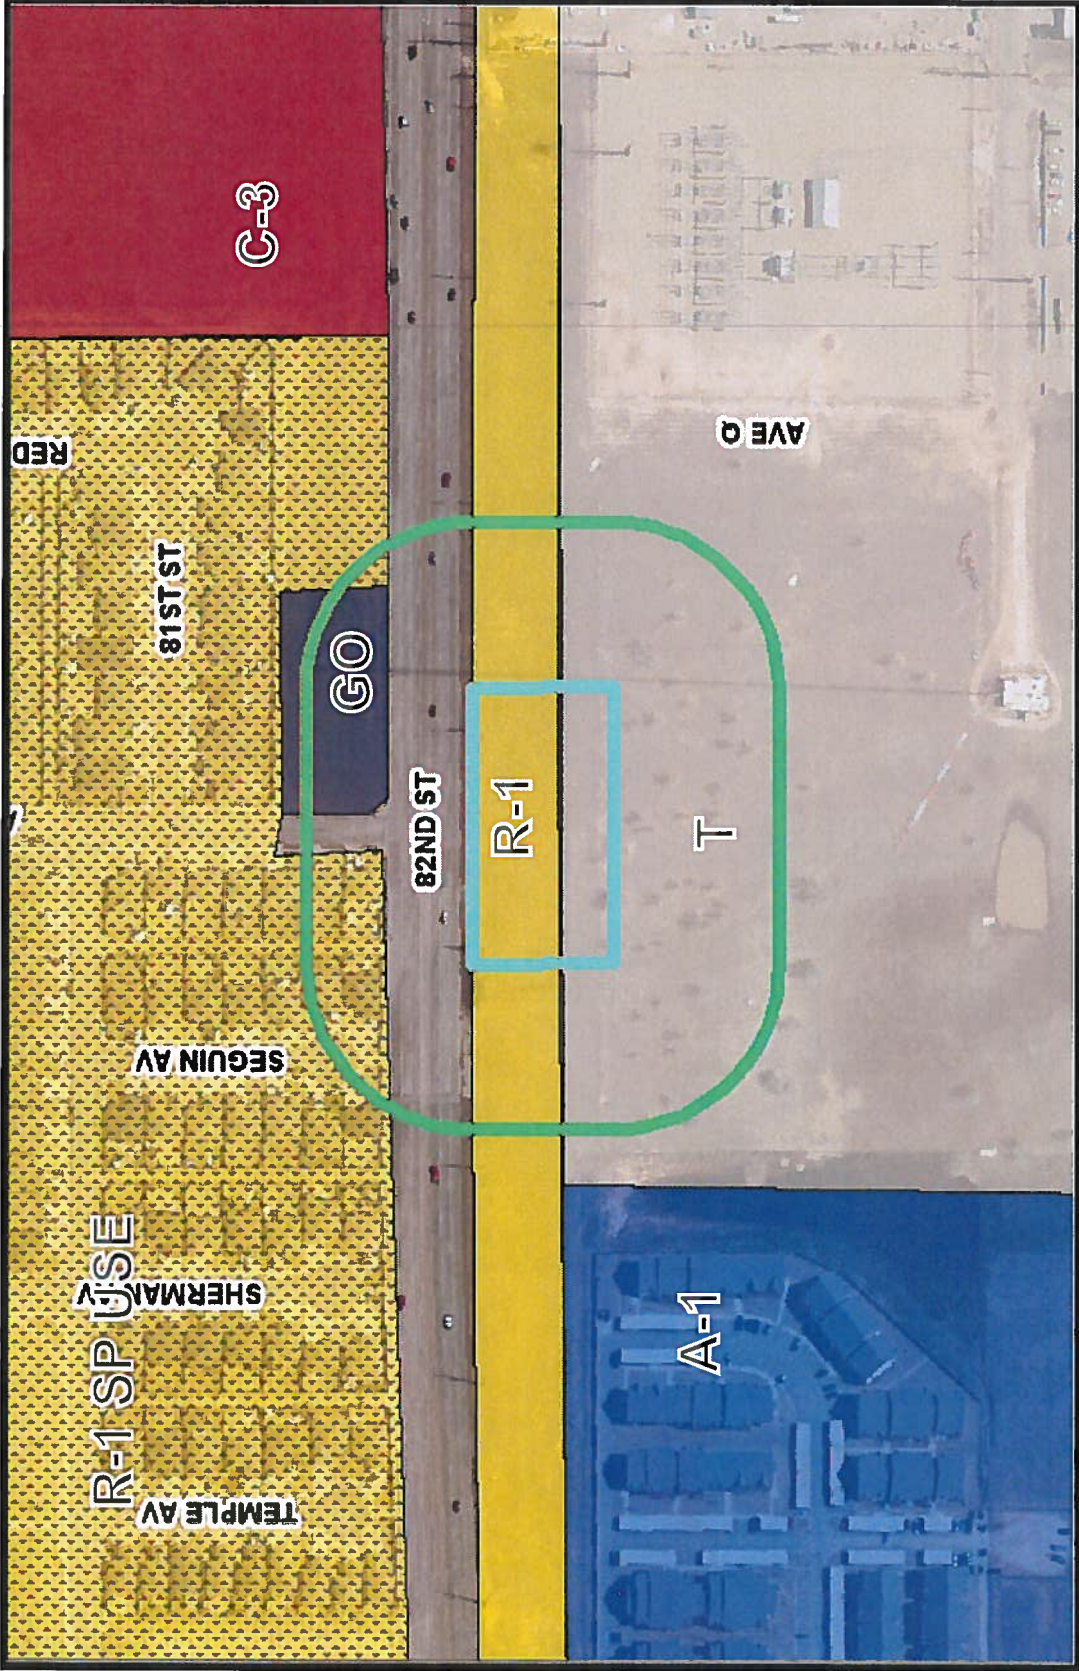 C-3
RED
81ST ST
GO
82ND ST
R-1
AVE Q
T
SEGUIN AV
R-1 SP USE
SHERMAN AV
TEMPLE AV
A-1